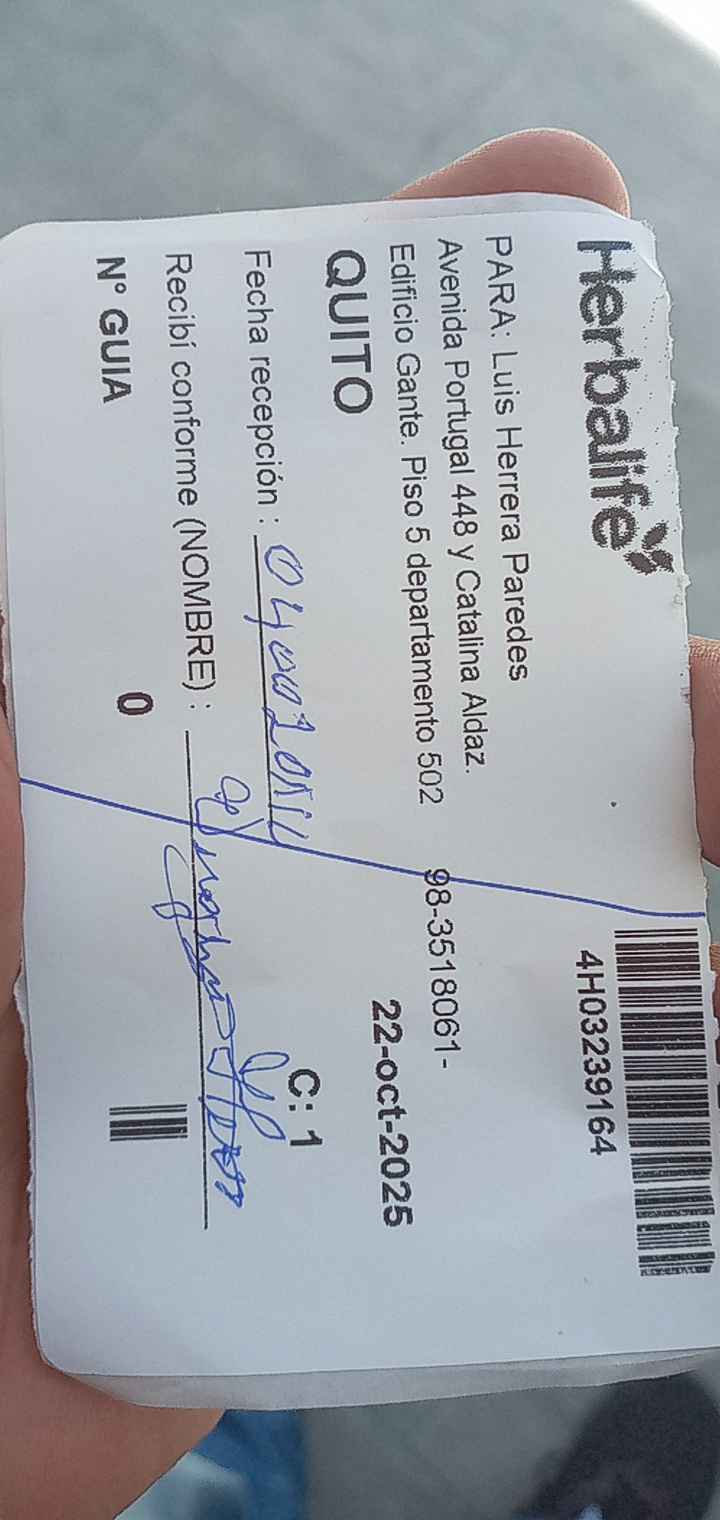 Herbalife
4H03239164
PARA: Luis Herrera Paredes
Avenida Portugal 448 y Catalina Aldaz.
Edificio Gante. Piso 5 departamento 502 98-3518061-
QUITO 22-oct-2025
Fecha recepción :
C: 1
Recibí conforme (NOMBRE) :
N° GUIA 0